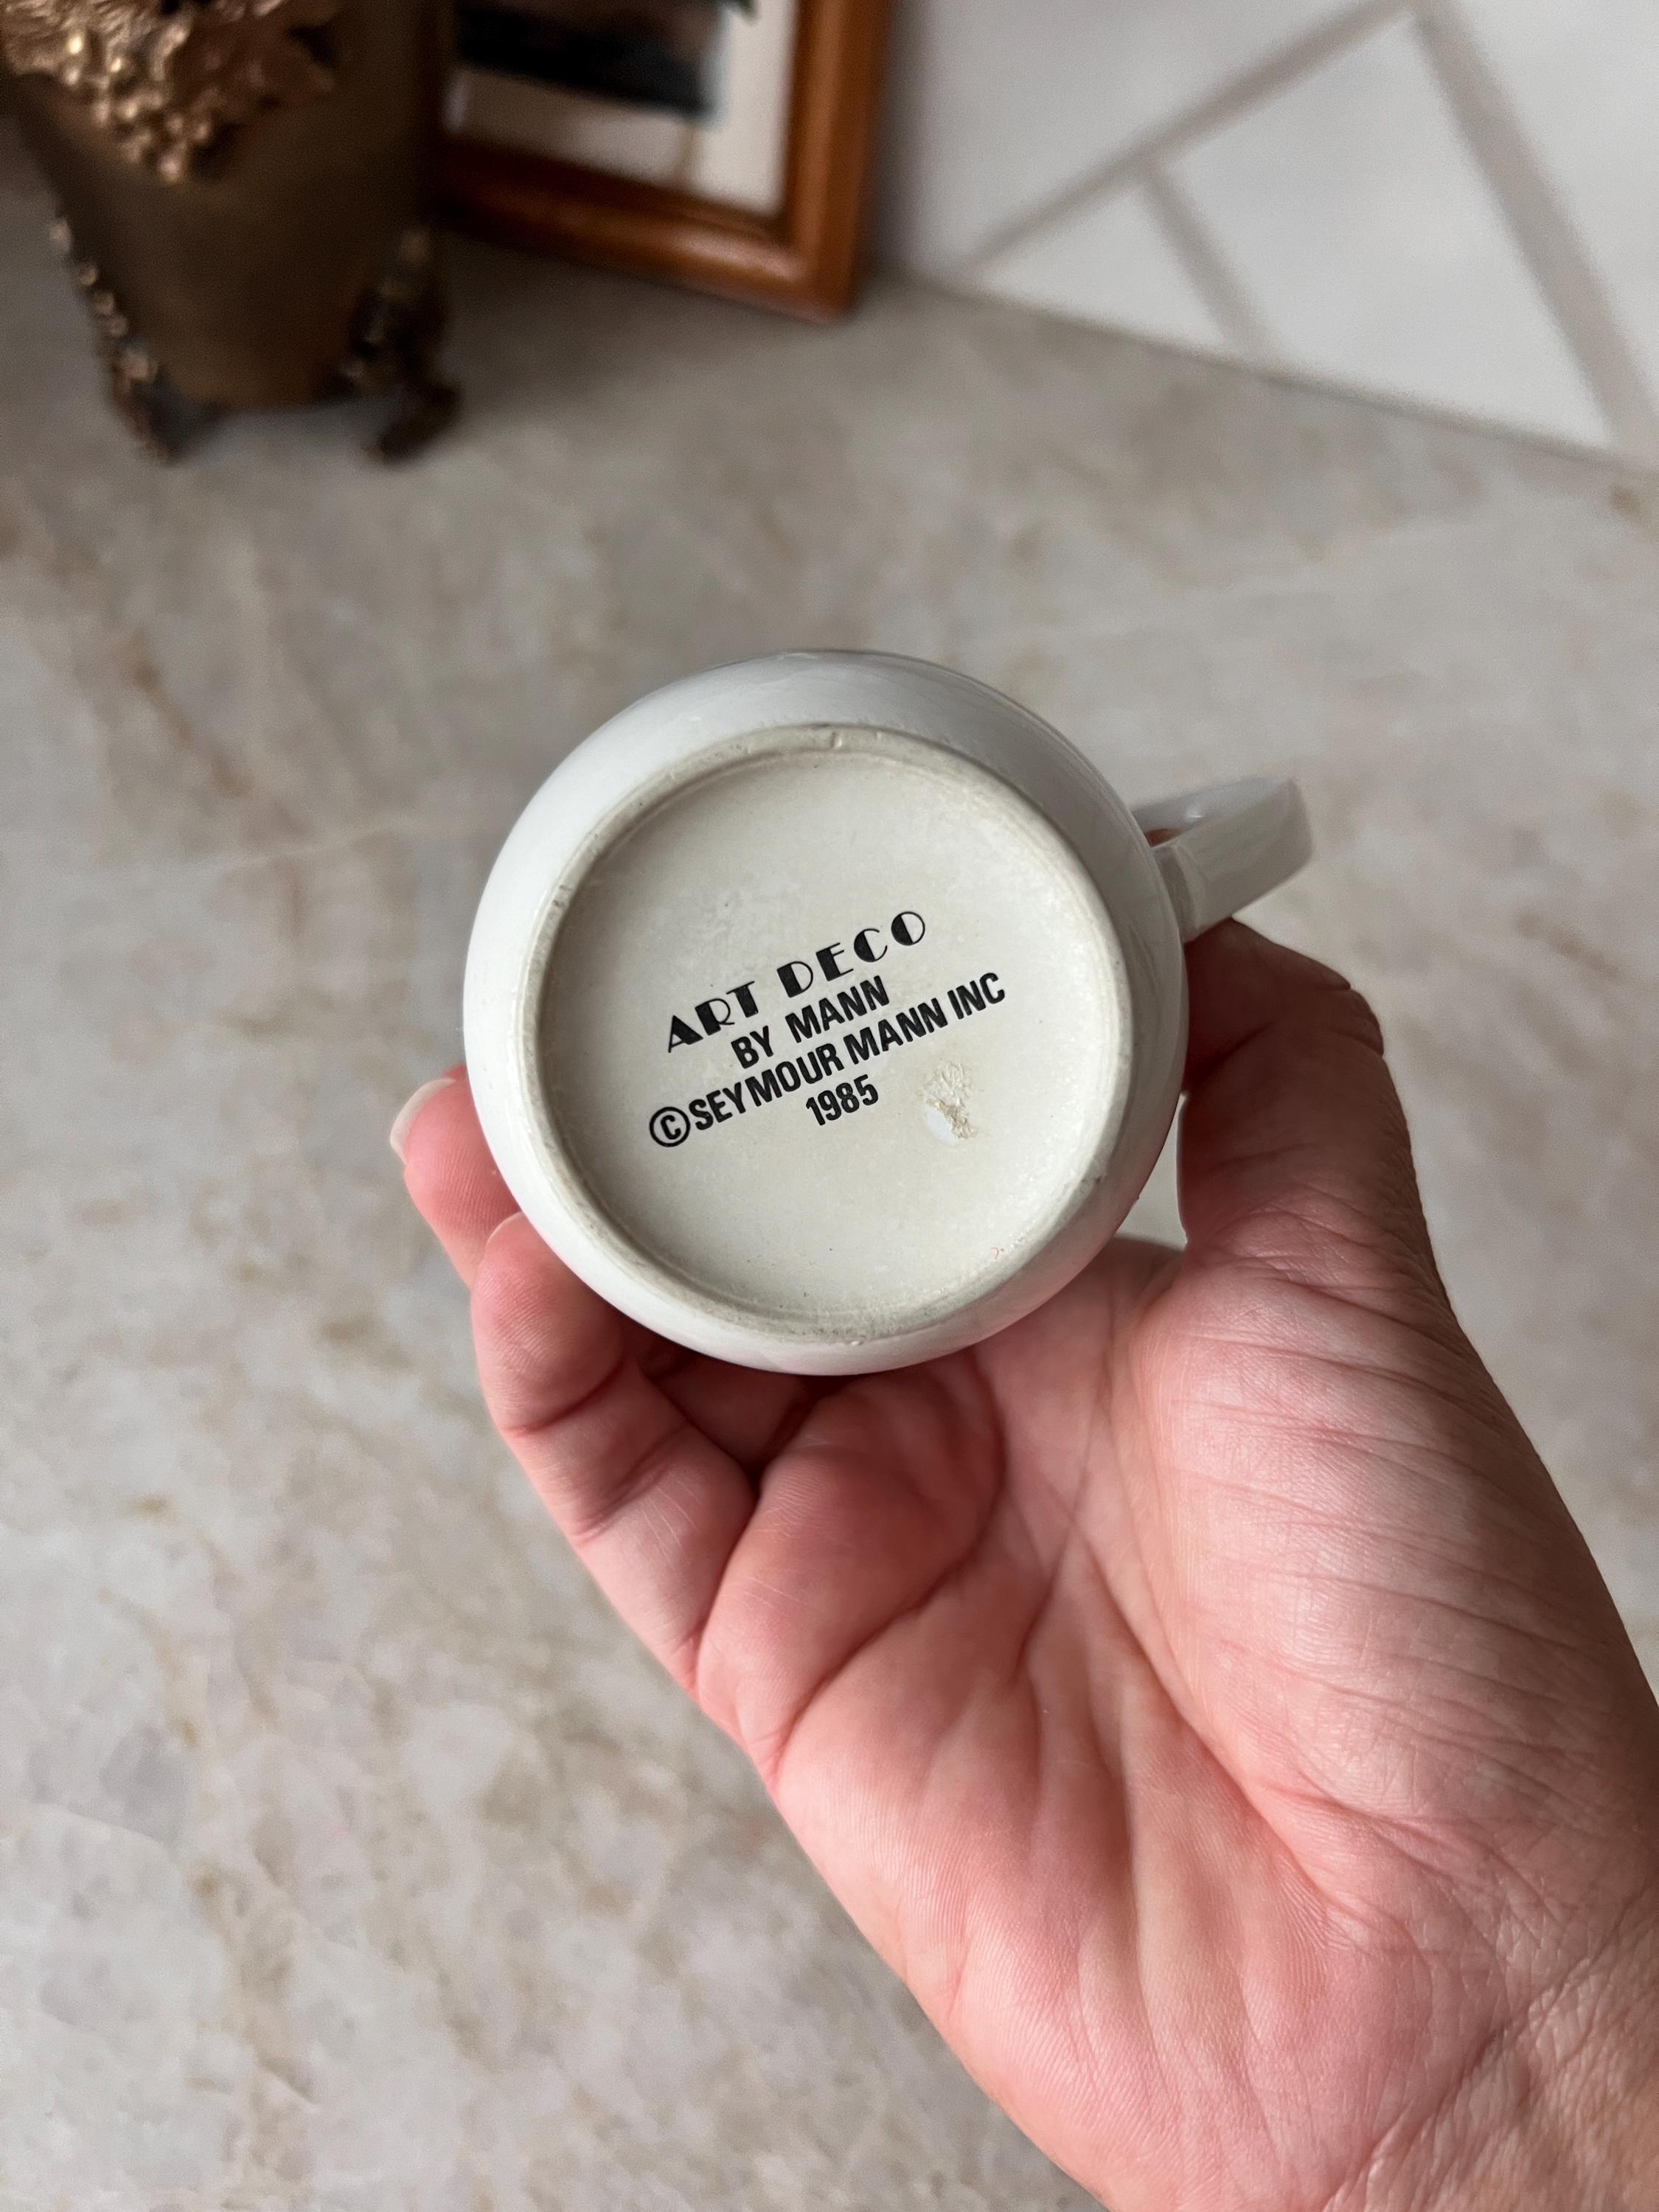 ART DECO
BY MANN
©SEYMOUR MANN INC
1985